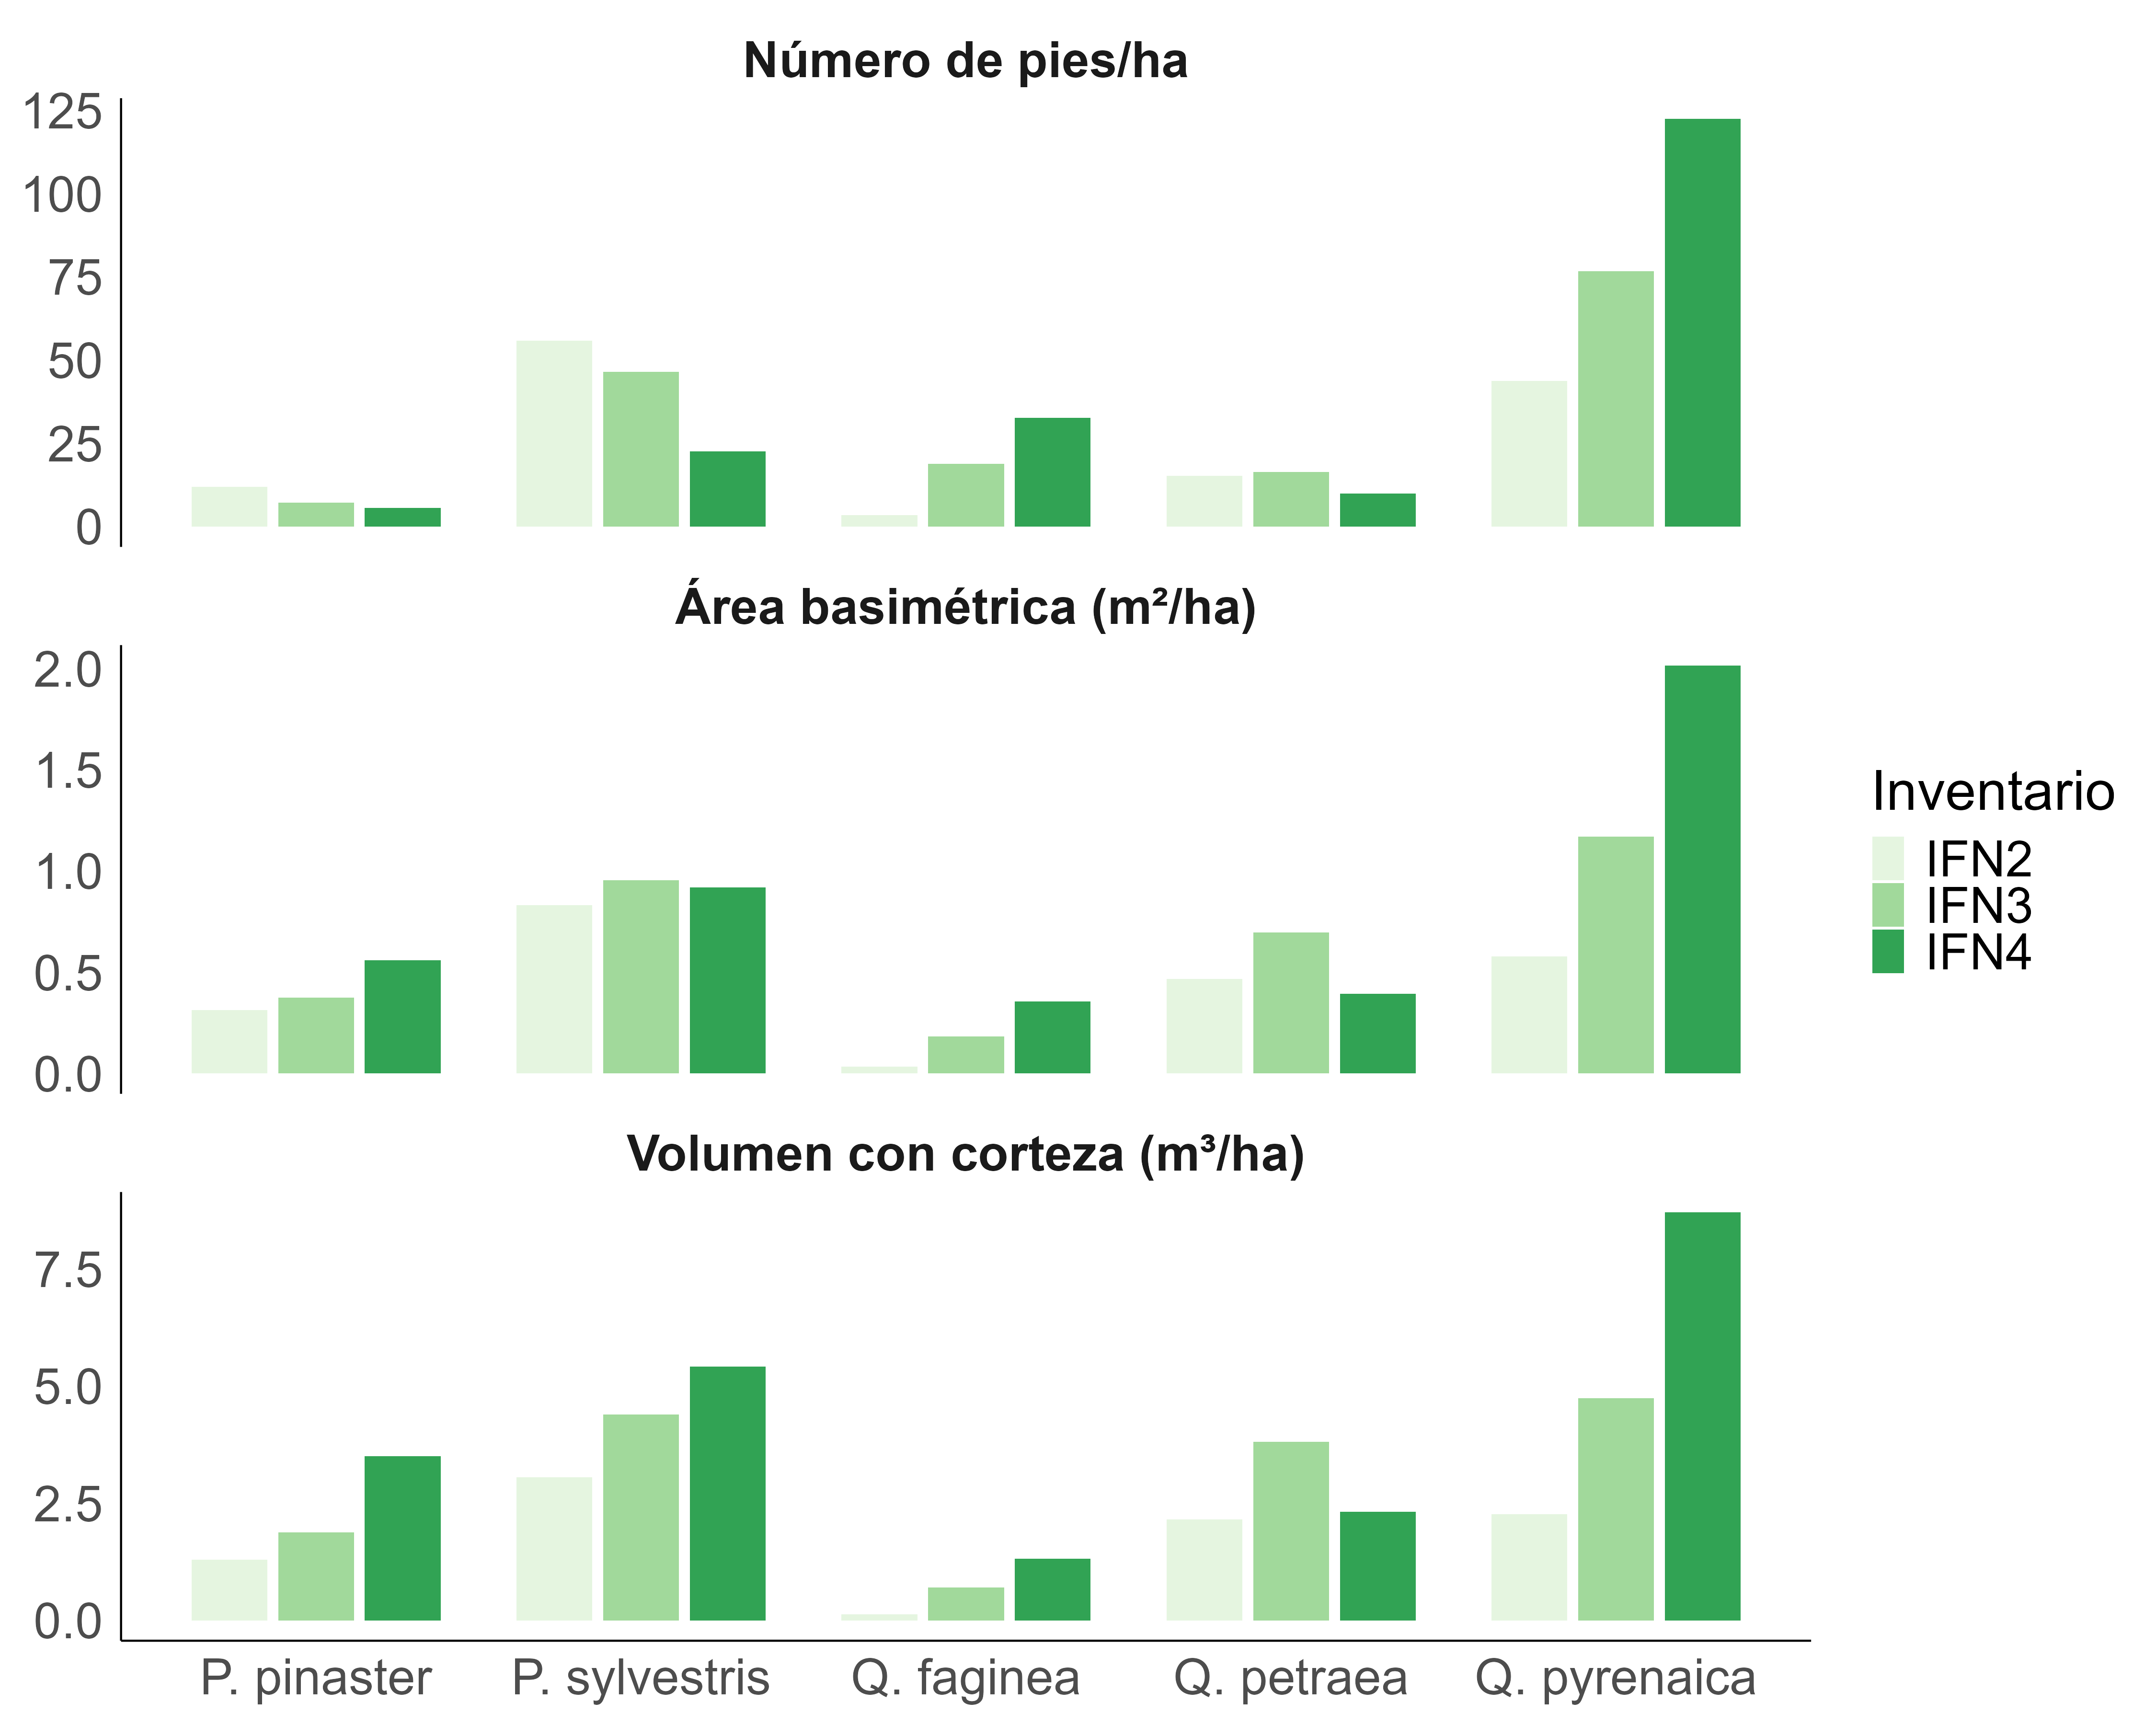 Número de pies/ha
125
100
75
50
25
0
Área basimétrica (m²/ha)
2.0
1.5
1.0
0.5
0.0
Volumen con corteza (m³/ha)
7.5
5.0
2.5
0.0
P. pinaster P. sylvestris Q. faginea Q. petraea Q. pyrenaica
Inventario
IFN2
IFN3
IFN4